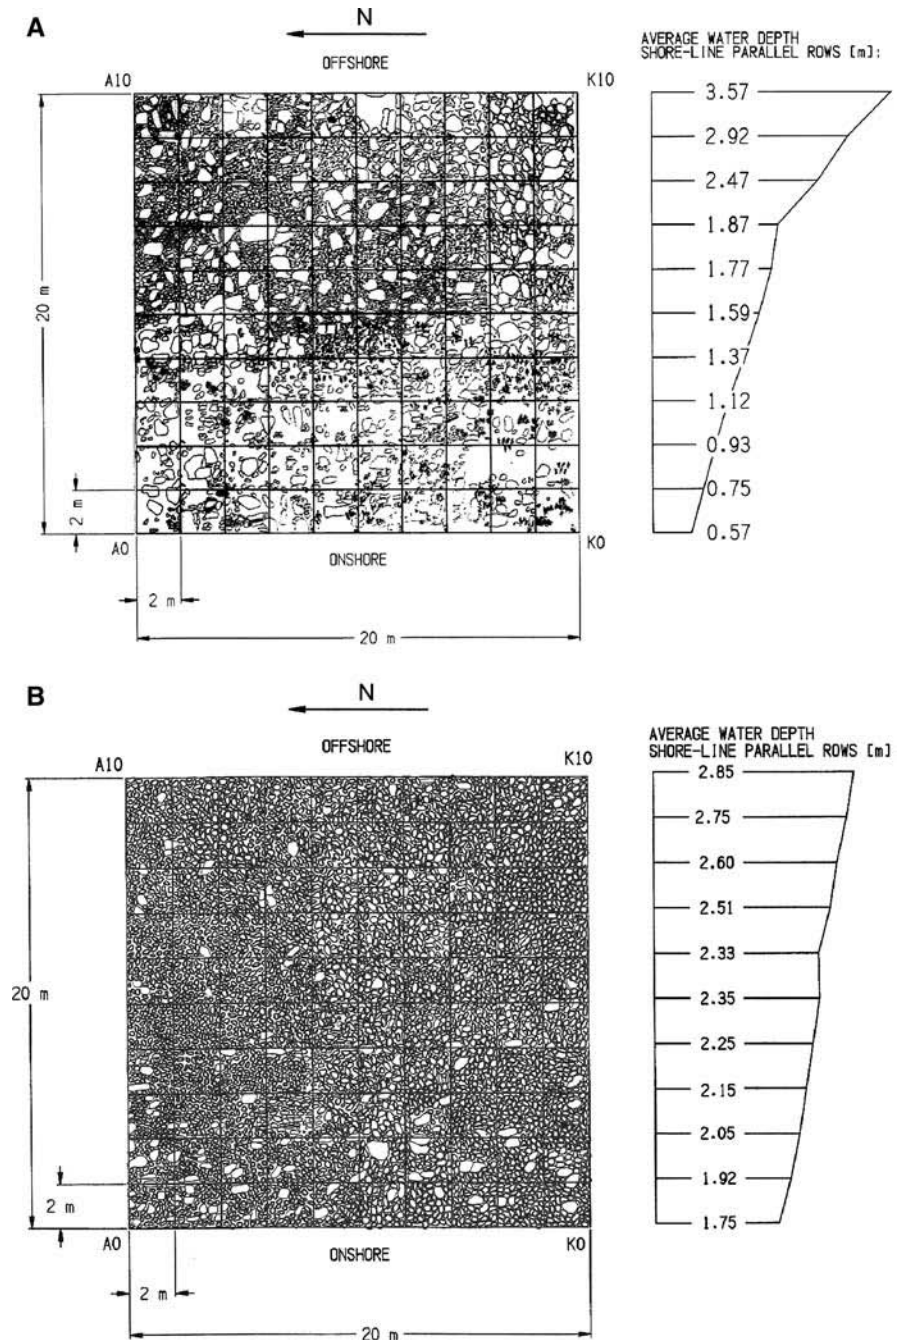 A
N
OFFSHORE
A10
K10
20 m
2 m
A0
K0
ONSHORE
2 m
20 m
AVERAGE WATER DEPTH
SHORE-LINE PARALLEL ROWS [m]:
3.57
2.92
2.47
1.87
1.77
1.59
1.37
1.12
0.93
0.75
0.57
B
N
OFFSHORE
A10
K10
20 m
2 m
A0
K0
ONSHORE
2 m
20 m
AVERAGE WATER DEPTH
SHORE-LINE PARALLEL ROWS [m]
2.85
2.75
2.60
2.51
2.33
2.35
2.25
2.15
2.05
1.92
1.75